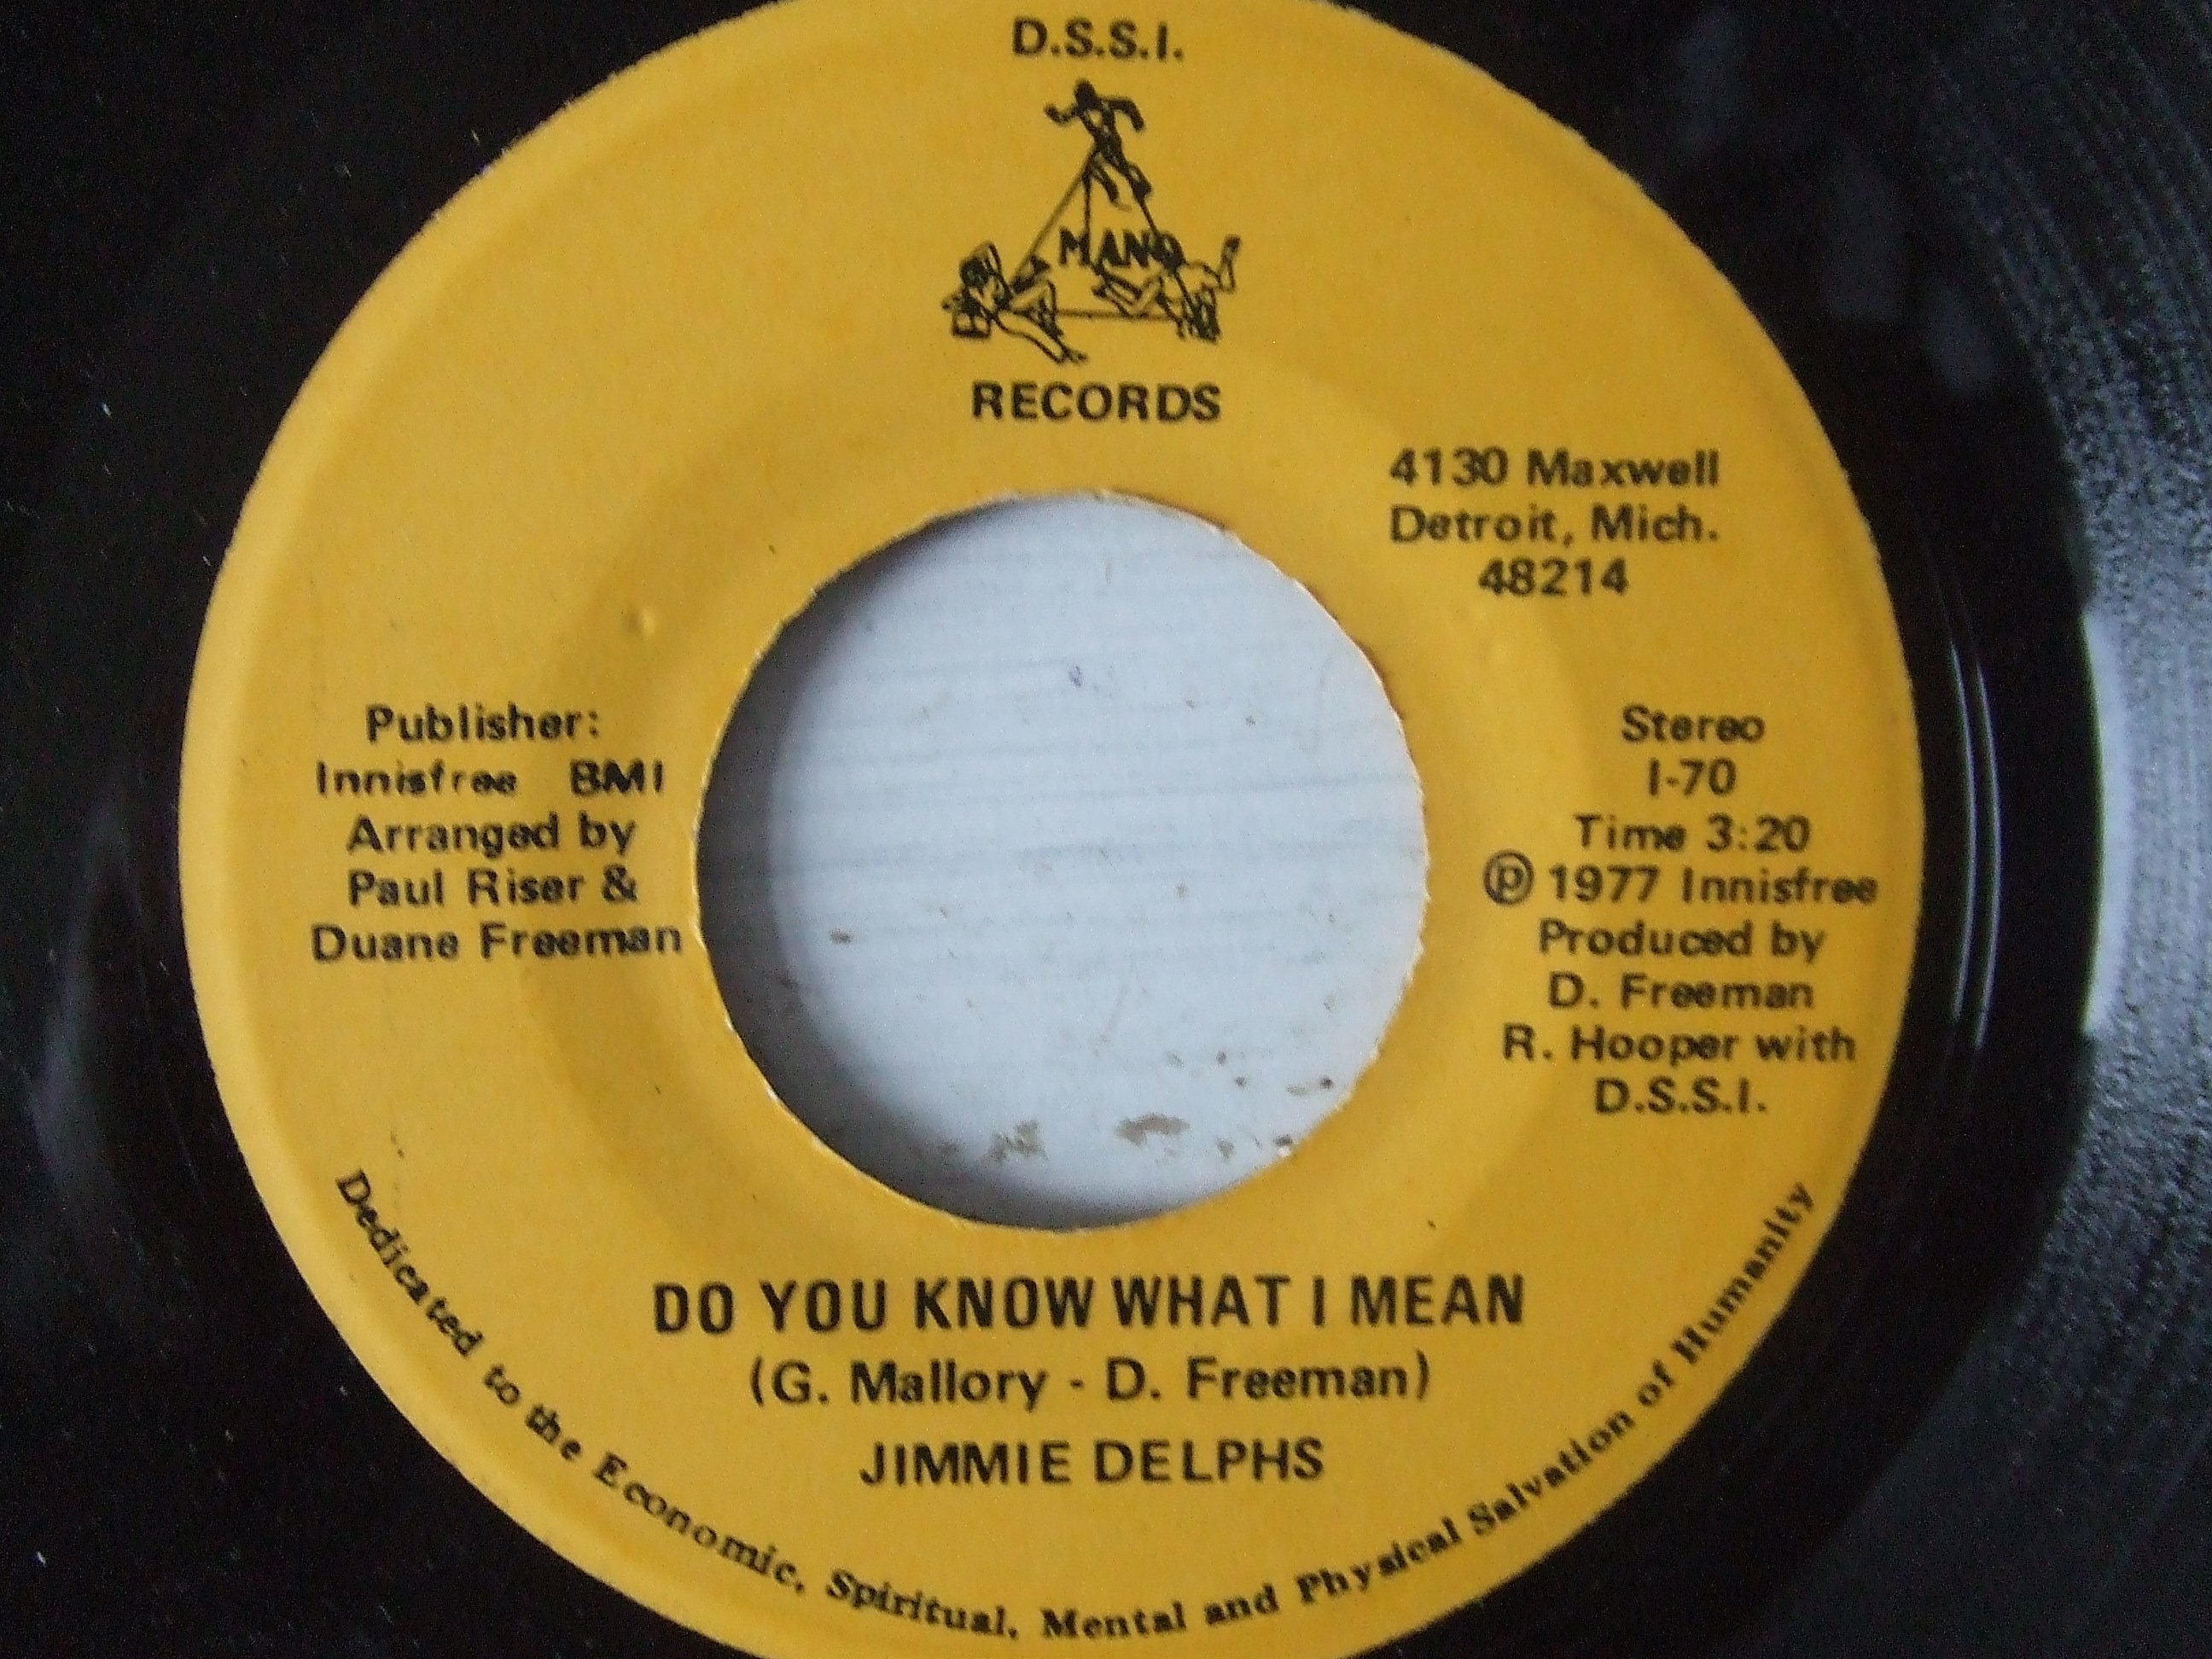 D.S.S.I.
MANO
RECORDS
4130 Maxwell
Detroit, Mich.
48214
Publisher:
Innisfree BMI
Arranged by
Paul Riser &
Duane Freeman
Stereo
I-70
Time 3:20
Ⓟ 1977 Innisfree
Produced by
D. Freeman
R. Hooper with
D.S.S.I.
DO YOU KNOW WHAT I MEAN
(G. Mallory - D. Freeman)
JIMMIE DELPHS
Dedicated to the Economic, Spiritual, Mental and Physical Salvation of Humanity